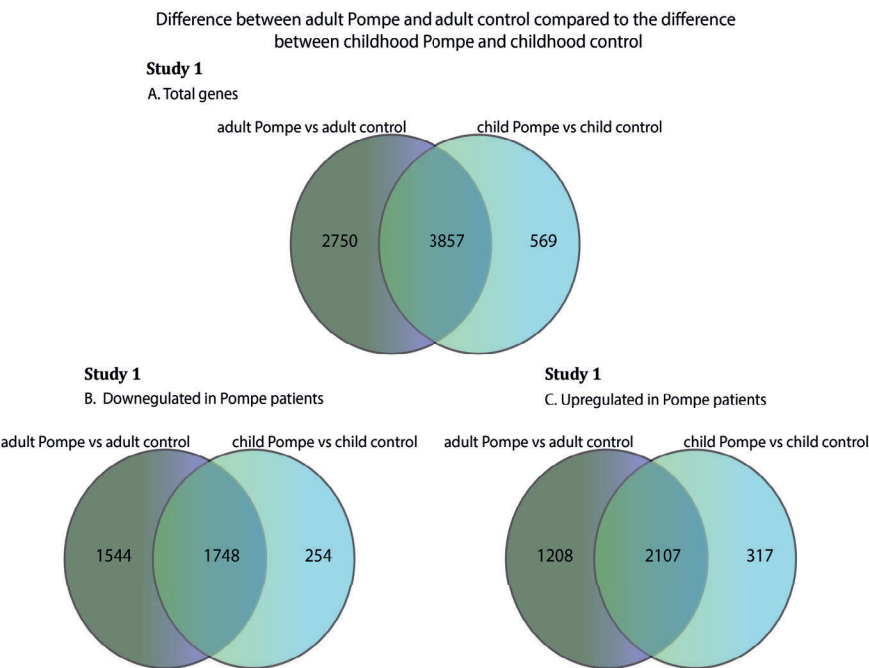 Difference between adult Pompe and adult control compared to the difference
between childhood Pompe and childhood control
Study 1
A. Total genes
adult Pompe vs adult control
child Pompe vs child control
2750
3857
569
Study 1
B. Downegulated in Pompe patients
adult Pompe vs adult control
child Pompe vs child control
1544
1748
254
Study 1
C. Upregulated in Pompe patients
adult Pompe vs adult control
child Pompe vs child control
1208
2107
317